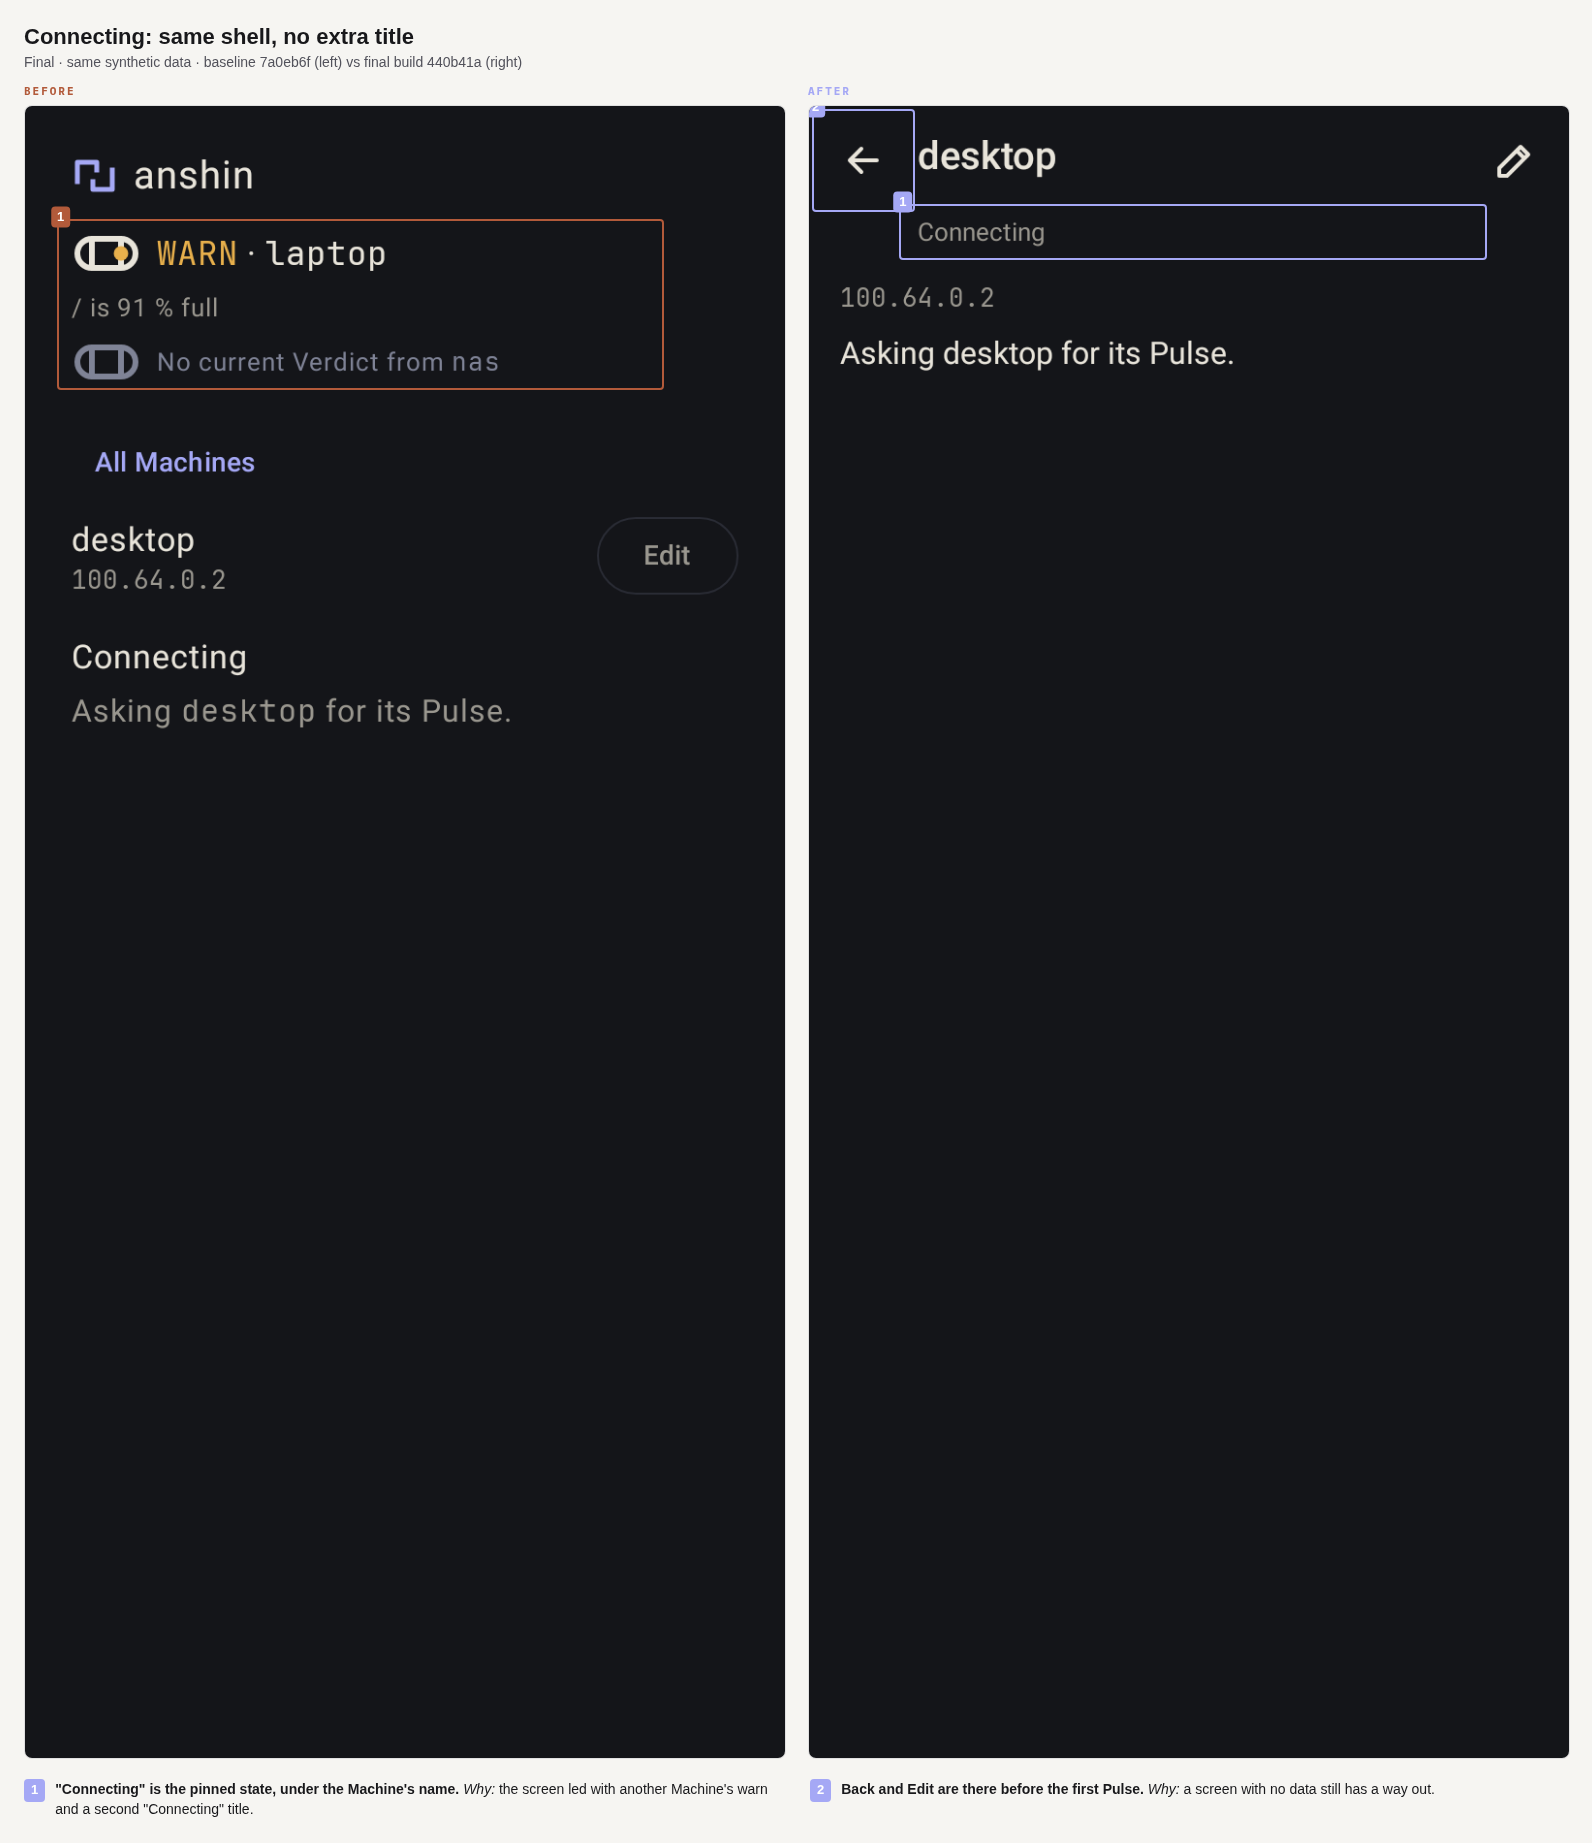 Connecting: same shell, no extra title
Final · same synthetic data · baseline 7a0eb6f (left) vs final build 440b41a (right)
BEFORE
anshin
1
WARN · laptop
/ is 91 % full
No current Verdict from nas
All Machines
desktop
100.64.0.2
Edit
Connecting
Asking desktop for its Pulse.
AFTER
2
desktop
1
Connecting
100.64.0.2
Asking desktop for its Pulse.
1 "Connecting" is the pinned state, under the Machine's name. Why: the screen led with another Machine's warn
and a second "Connecting" title.
2 Back and Edit are there before the first Pulse. Why: a screen with no data still has a way out.